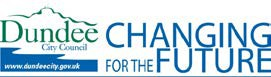 Dundee
City Council
www.dundeecity.gov.uk
CHANGING
FOR THE FUTURE